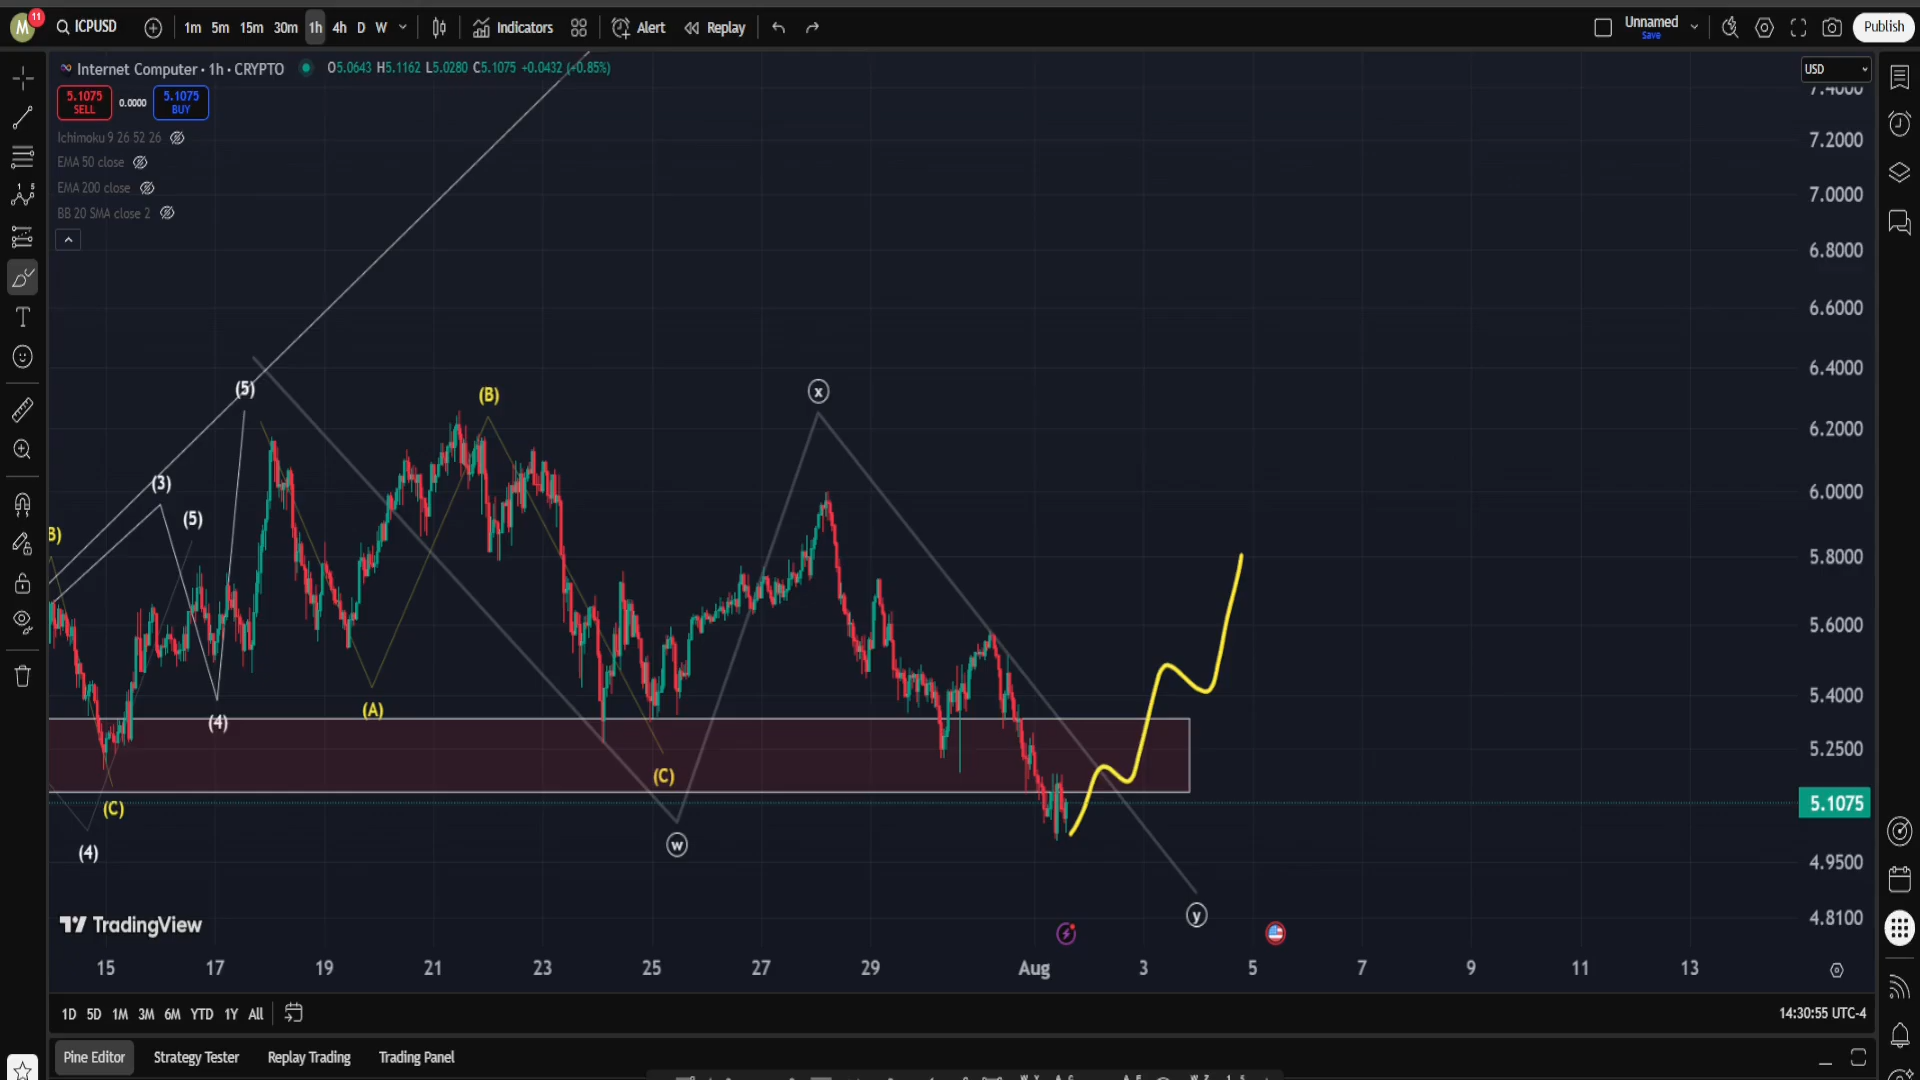 M 11 ICPUSD 1m 5m 15m 30m 1h 4h D W Indicators Alert Replay Unnamed Save Publish
Internet Computer · 1h · CRYPTO O5.0643 H5.1162 L5.0280 C5.1075 +0.0432 (+0.85%)
USD
5.1075 SELL 0.0000 5.1075 BUY
Ichimoku 9 26 52 26
EMA 50 close
EMA 200 close
BB 20 SMA close 2
7.4000
7.2000
7.0000
6.8000
6.6000
6.4000
6.2000
6.0000
5.8000
5.6000
5.4000
5.2500
5.1075
4.9500
4.8100
(5)
(B)
x
(3)
(5)
B)
(A)
(4)
(C)
(C)
w
(4)
y
TradingView
15 17 19 21 23 25 27 29 Aug 3 5 7 9 11 13
1D 5D 1M 3M 6M YTD 1Y All 14:30:55 UTC-4
Pine Editor Strategy Tester Replay Trading Trading Panel